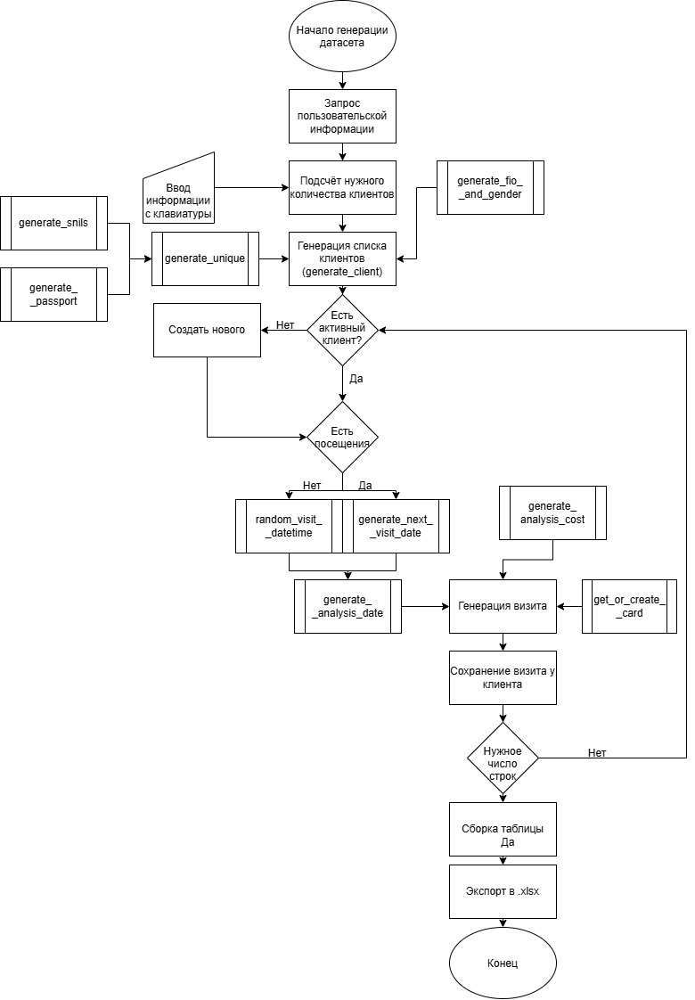 Начало генерации
датасета
Запрос
пользовательской
информации
Ввод
информации
с клавиатуры
Подсчёт нужного
количества клиентов
generate_fio_
_and_gender
generate_snils
generate_
_passport
generate_unique
Генерация списка
клиентов
(generate_client)
Есть
активный
клиент?
Нет
Создать нового
Да
Есть
посещения
Нет
Да
random_visit_
_datetime
generate_next_
_visit_date
generate_
analysis_cost
generate_
_analysis_date
Генерация визита
get_or_create_
_card
Сохранение визита у
клиента
Нужное
число
строк
Нет
Сборка таблицы
Да
Экспорт в .xlsx
Конец